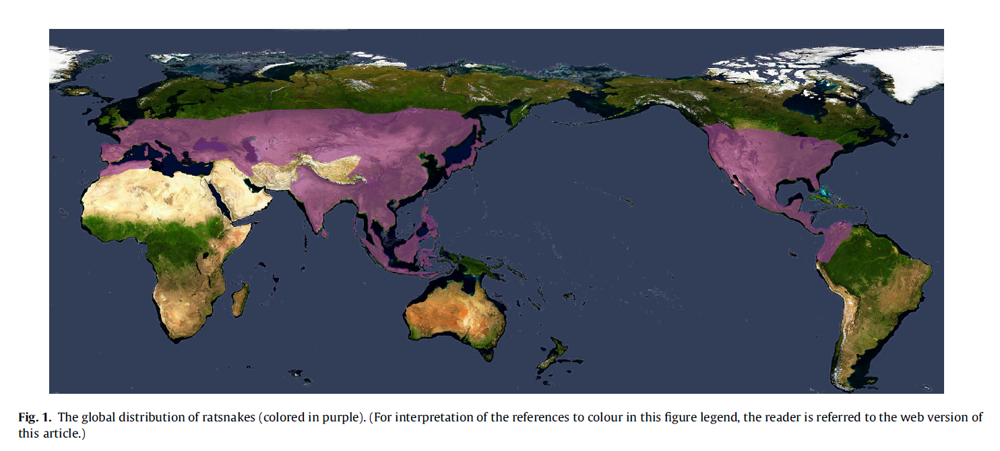 Fig. 1. The global distribution of ratsnakes (colored in purple). (For interpretation of the references to colour in this figure legend, the reader is referred to the web version of
this article.)